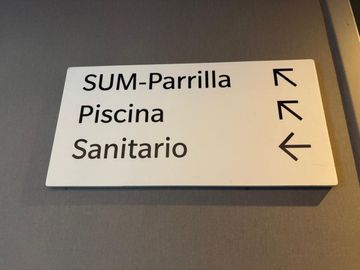 SUM-Parrilla ↖
Piscina ↖
Sanitario ←